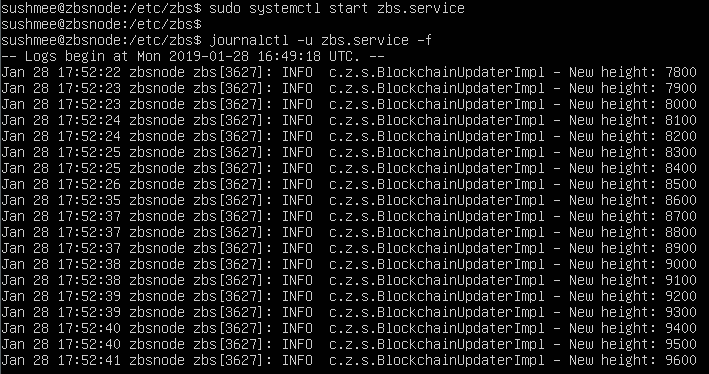 sushmee@zbsnode:/etc/zbs$ sudo systemctl start zbs.service
sushmee@zbsnode:/etc/zbs$
sushmee@zbsnode:/etc/zbs$ journalctl -u zbs.service -f
-- Logs begin at Mon 2019-01-28 16:49:18 UTC. --
Jan 28 17:52:22 zbsnode zbs[3627]: INFO  c.z.s.BlockchainUpdaterImpl - New height: 7800
Jan 28 17:52:23 zbsnode zbs[3627]: INFO  c.z.s.BlockchainUpdaterImpl - New height: 7900
Jan 28 17:52:23 zbsnode zbs[3627]: INFO  c.z.s.BlockchainUpdaterImpl - New height: 8000
Jan 28 17:52:24 zbsnode zbs[3627]: INFO  c.z.s.BlockchainUpdaterImpl - New height: 8100
Jan 28 17:52:24 zbsnode zbs[3627]: INFO  c.z.s.BlockchainUpdaterImpl - New height: 8200
Jan 28 17:52:25 zbsnode zbs[3627]: INFO  c.z.s.BlockchainUpdaterImpl - New height: 8300
Jan 28 17:52:25 zbsnode zbs[3627]: INFO  c.z.s.BlockchainUpdaterImpl - New height: 8400
Jan 28 17:52:26 zbsnode zbs[3627]: INFO  c.z.s.BlockchainUpdaterImpl - New height: 8500
Jan 28 17:52:35 zbsnode zbs[3627]: INFO  c.z.s.BlockchainUpdaterImpl - New height: 8600
Jan 28 17:52:37 zbsnode zbs[3627]: INFO  c.z.s.BlockchainUpdaterImpl - New height: 8700
Jan 28 17:52:37 zbsnode zbs[3627]: INFO  c.z.s.BlockchainUpdaterImpl - New height: 8800
Jan 28 17:52:37 zbsnode zbs[3627]: INFO  c.z.s.BlockchainUpdaterImpl - New height: 8900
Jan 28 17:52:38 zbsnode zbs[3627]: INFO  c.z.s.BlockchainUpdaterImpl - New height: 9000
Jan 28 17:52:38 zbsnode zbs[3627]: INFO  c.z.s.BlockchainUpdaterImpl - New height: 9100
Jan 28 17:52:39 zbsnode zbs[3627]: INFO  c.z.s.BlockchainUpdaterImpl - New height: 9200
Jan 28 17:52:39 zbsnode zbs[3627]: INFO  c.z.s.BlockchainUpdaterImpl - New height: 9300
Jan 28 17:52:40 zbsnode zbs[3627]: INFO  c.z.s.BlockchainUpdaterImpl - New height: 9400
Jan 28 17:52:40 zbsnode zbs[3627]: INFO  c.z.s.BlockchainUpdaterImpl - New height: 9500
Jan 28 17:52:41 zbsnode zbs[3627]: INFO  c.z.s.BlockchainUpdaterImpl - New height: 9600